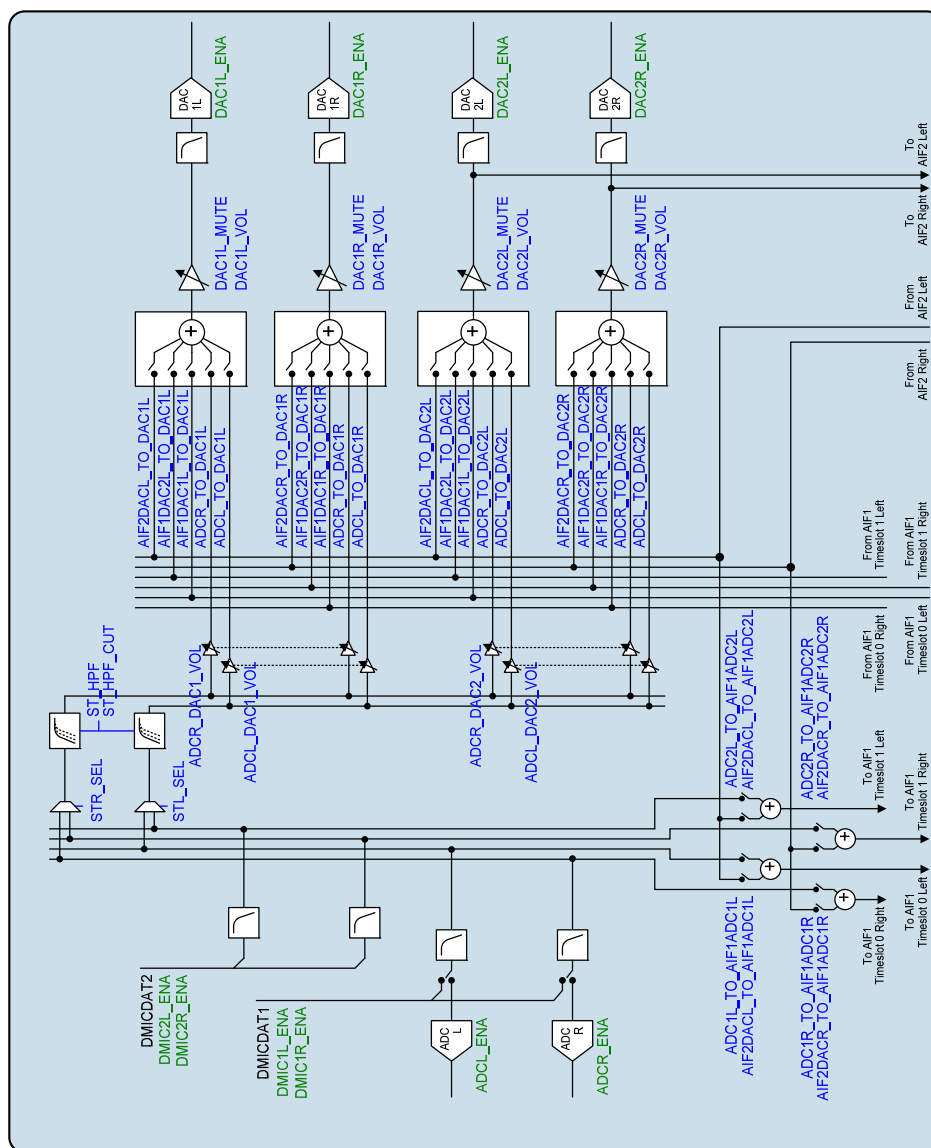 DAC
1L
DAC1L_ENA
DAC
1R
DAC1R_ENA
DAC
2L
DAC2L_ENA
DAC
2R
DAC2R_ENA
To
AIF2 Left
To
AIF2 Right
DAC1L_MUTE
DAC1L_VOL
DAC1R_MUTE
DAC1R_VOL
DAC2L_MUTE
DAC2L_VOL
DAC2R_MUTE
DAC2R_VOL
From
AIF2 Left
From
AIF2 Right
+
+
+
+
AIF2DACL_TO_DAC1L
AIF1DAC2L_TO_DAC1L
AIF1DAC1L_TO_DAC1L
ADCR_TO_DAC1L
ADCL_TO_DAC1L
AIF2DACR_TO_DAC1R
AIF1DAC2R_TO_DAC1R
AIF1DAC1R_TO_DAC1R
ADCR_TO_DAC1R
ADCL_TO_DAC1R
AIF2DACL_TO_DAC2L
AIF1DAC2L_TO_DAC2L
AIF1DAC1L_TO_DAC2L
ADCR_TO_DAC2L
ADCL_TO_DAC2L
AIF2DACR_TO_DAC2R
AIF1DAC2R_TO_DAC2R
AIF1DAC1R_TO_DAC2R
ADCR_TO_DAC2R
ADCL_TO_DAC2R
From AIF1
Timeslot 1 Left
From AIF1
Timeslot 1 Right
From AIF1
Timeslot 0 Right
From AIF1
Timeslot 0 Left
ST_HPF
ST_HPF_CUT
ADCR_DAC1_VOL
ADCL_DAC1_VOL
ADCR_DAC2_VOL
ADCL_DAC2_VOL
STR_SEL
STL_SEL
ADC2L_TO_AIF1ADC2L
AIF2DACL_TO_AIF1ADC2L
ADC2R_TO_AIF1ADC2R
AIF2DACR_TO_AIF1ADC2R
To AIF1
Timeslot 1 Left
To AIF1
Timeslot 1 Right
+
+
+
+
ADC1L_TO_AIF1ADC1L
AIF2DACL_TO_AIF1ADC1L
ADC1R_TO_AIF1ADC1R
AIF2DACR_TO_AIF1ADC1R
To AIF1
Timeslot 0 Right
To AIF1
Timeslot 0 Left
DMICDAT2
DMIC2L_ENA
DMIC2R_ENA
DMICDAT1
DMIC1L_ENA
DMIC1R_ENA
ADC
L
ADCL_ENA
ADC
R
ADCR_ENA